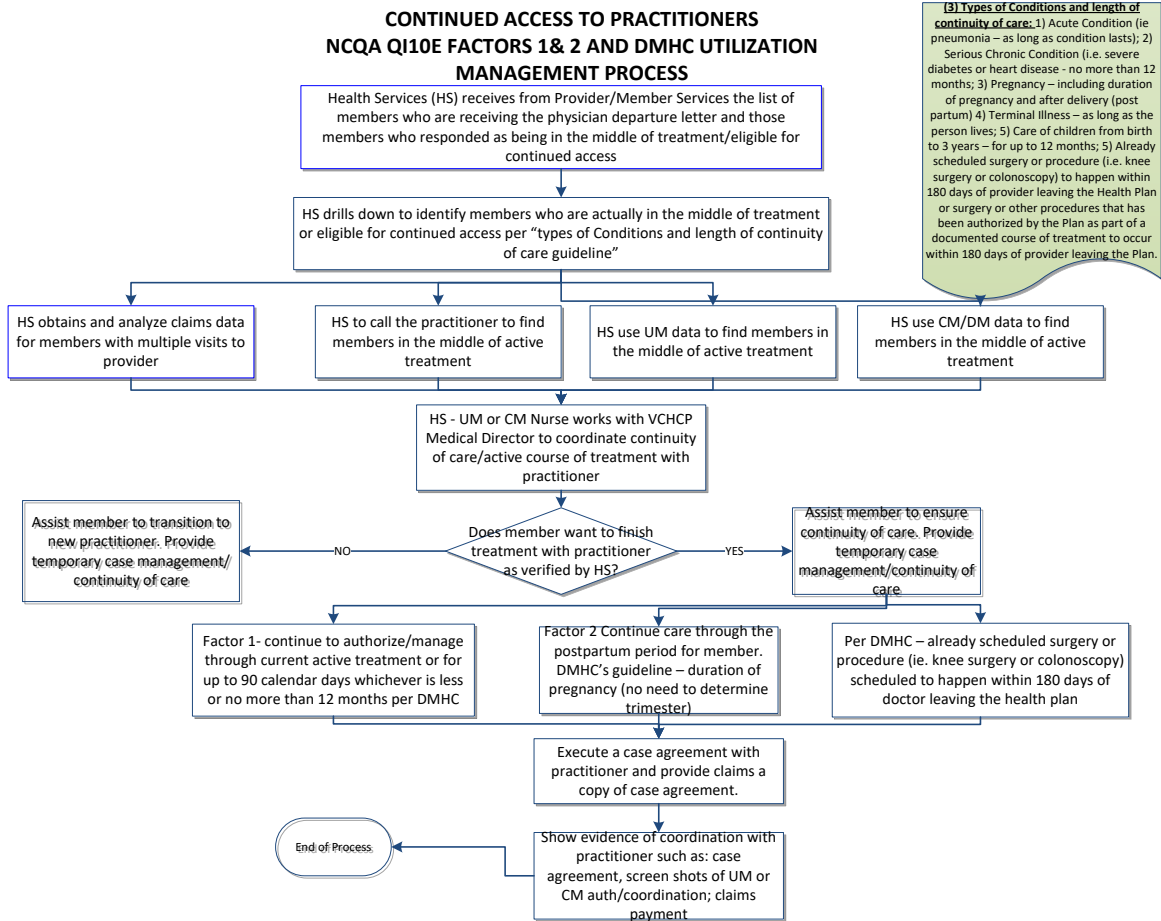 CONTINUED ACCESS TO PRACTITIONERS
NCQA QI10E FACTORS 1& 2 AND DMHC UTILIZATION
MANAGEMENT PROCESS
(3) Types of Conditions and length of
continuity of care: 1) Acute Condition (ie
pneumonia – as long as condition lasts); 2)
Serious Chronic Condition (i.e. severe
diabetes or heart disease - no more than 12
months; 3) Pregnancy – including duration
of pregnancy and after delivery (post
partum) 4) Terminal Illness – as long as the
person lives; 5) Care of children from birth
to 3 years – for up to 12 months; 5) Already
scheduled surgery or procedure (i.e. knee
surgery or colonoscopy) to happen within
180 days of provider leaving the Health Plan
or surgery or other procedures that has
been authorized by the Plan as part of a
documented course of treatment to occur
within 180 days of provider leaving the Plan.
Health Services (HS) receives from Provider/Member Services the list of
members who are receiving the physician departure letter and those
members who responded as being in the middle of treatment/eligible for
continued access
HS drills down to identify members who are actually in the middle of treatment
or eligible for continued access per “types of Conditions and length of continuity
of care guideline”
HS obtains and analyze claims data
for members with multiple visits to
provider
HS to call the practitioner to find
members in the middle of active
treatment
HS use UM data to find members in
the middle of active treatment
HS use CM/DM data to find
members in the middle of active
treatment
HS - UM or CM Nurse works with VCHCP
Medical Director to coordinate continuity
of care/active course of treatment with
practitioner
Assist member to transition to
new practitioner. Provide
temporary case management/
continuity of care
NO
Does member want to finish
treatment with practitioner
as verified by HS?
YES
Assist member to ensure
continuity of care. Provide
temporary case
management/continuity of
care
Factor 1- continue to authorize/manage
through current active treatment or for
up to 90 calendar days whichever is less
or no more than 12 months per DMHC
Factor 2 Continue care through the
postpartum period for member.
DMHC’s guideline – duration of
pregnancy (no need to determine
trimester)
Per DMHC – already scheduled surgery or
procedure (ie. knee surgery or colonoscopy)
scheduled to happen within 180 days of
doctor leaving the health plan
Execute a case agreement with
practitioner and provide claims a
copy of case agreement.
End of Process
Show evidence of coordination with
practitioner such as: case
agreement, screen shots of UM or
CM auth/coordination; claims
payment